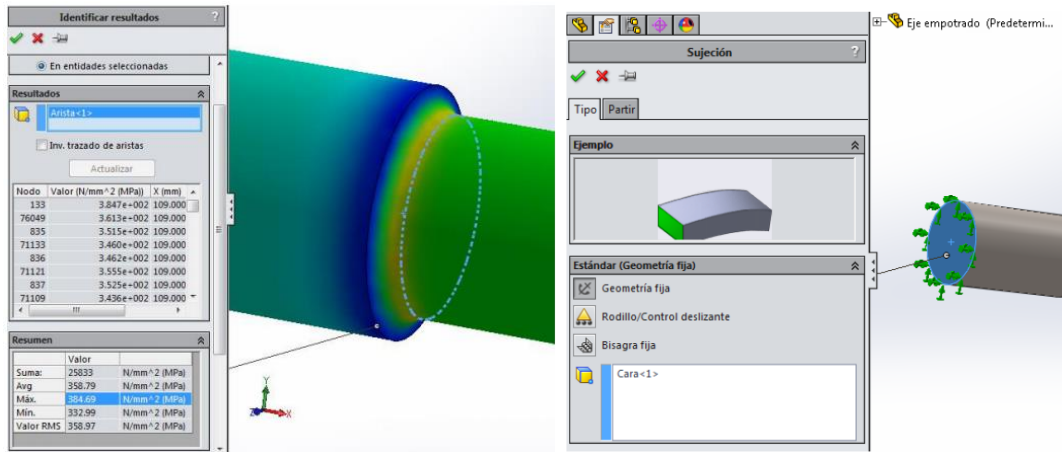 Identificar resultados ?
En entidades seleccionadas
Resultados
Arista<1>
Inv. trazado de aristas
Actualizar
Nodo Valor (N/mm^2 (MPa)) X (mm)
133 3.847e+002 109.000
76049 3.613e+002 109.000
835 3.515e+002 109.000
71133 3.460e+002 109.000
836 3.462e+002 109.000
71121 3.555e+002 109.000
837 3.525e+002 109.000
71109 3.436e+002 109.000
Resumen
Valor
Suma: 25833 N/mm^2 (MPa)
Avg 358.79 N/mm^2 (MPa)
Máx. 384.69 N/mm^2 (MPa)
Mín. 332.99 N/mm^2 (MPa)
Valor RMS 358.97 N/mm^2 (MPa)
Y
Z X
Sujeción ?
Tipo Partir
Ejemplo
Estándar (Geometría fija)
Geometría fija
Rodillo/Control deslizante
Bisagra fija
Cara<1>
Eje empotrado (Predetermi...